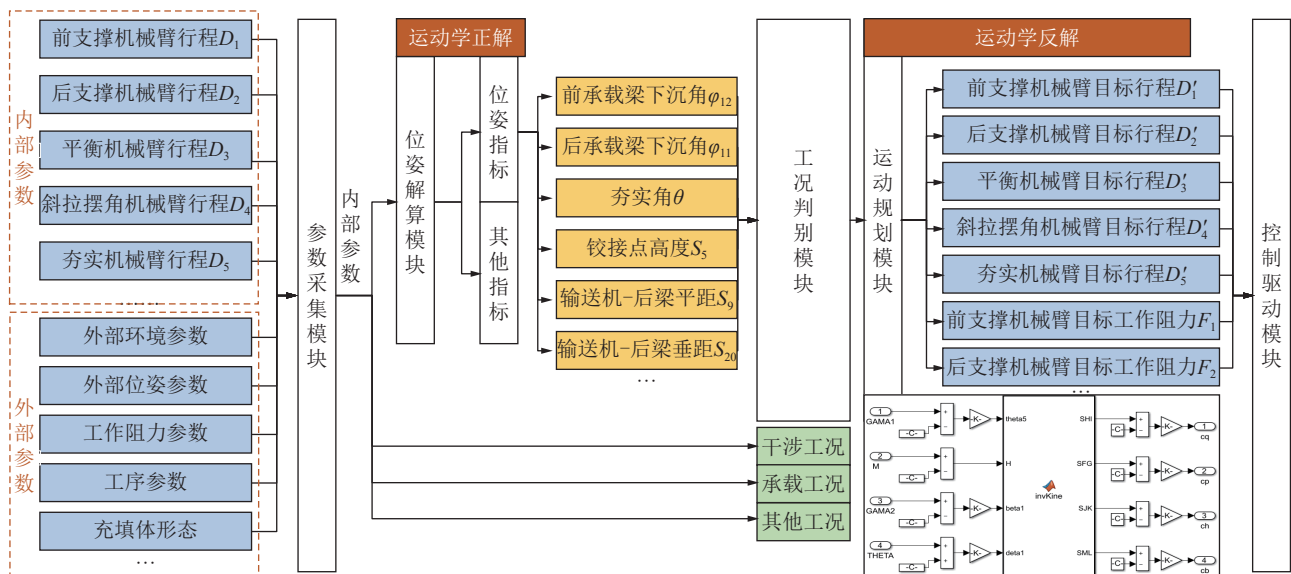 内部参数
前支撑机械臂行程D1
后支撑机械臂行程D2
平衡机械臂行程D3
斜拉摆角机械臂行程D4
夯实机械臂行程D5
……
外部参数
外部环境参数
外部位姿参数
工作阻力参数
工序参数
充填体形态
…
参数采集模块
内部参数
运动学正解
位姿解算模块
位姿指标
其他指标
前承载梁下沉角φ12
后承载梁下沉角φ11
夯实角θ
铰接点高度S5
输送机-后梁平距S9
输送机-后梁垂距S20
…
工况判别模块
干涉工况
承载工况
其他工况
运动学反解
运动规划模块
前支撑机械臂目标行程D1′
后支撑机械臂目标行程D2′
平衡机械臂目标行程D3′
斜拉摆角机械臂目标行程D4′
夯实机械臂目标行程D5′
前支撑机械臂目标工作阻力F1
后支撑机械臂目标工作阻力F2
…
1
GAMA1
-C-
+
−
-K-
theta5
2
M
-C-
+
−
H
3
GAMA2
-C-
+
−
-K-
beta1
4
THETA
-C-
+
−
-K-
deta1
invKine
SHI
-C-
+
−
-K-
1
cq
SFG
-C-
+
−
-K-
2
cp
SJK
-C-
+
−
-K-
3
ch
SML
-C-
+
−
-K-
4
cb
控制驱动模块